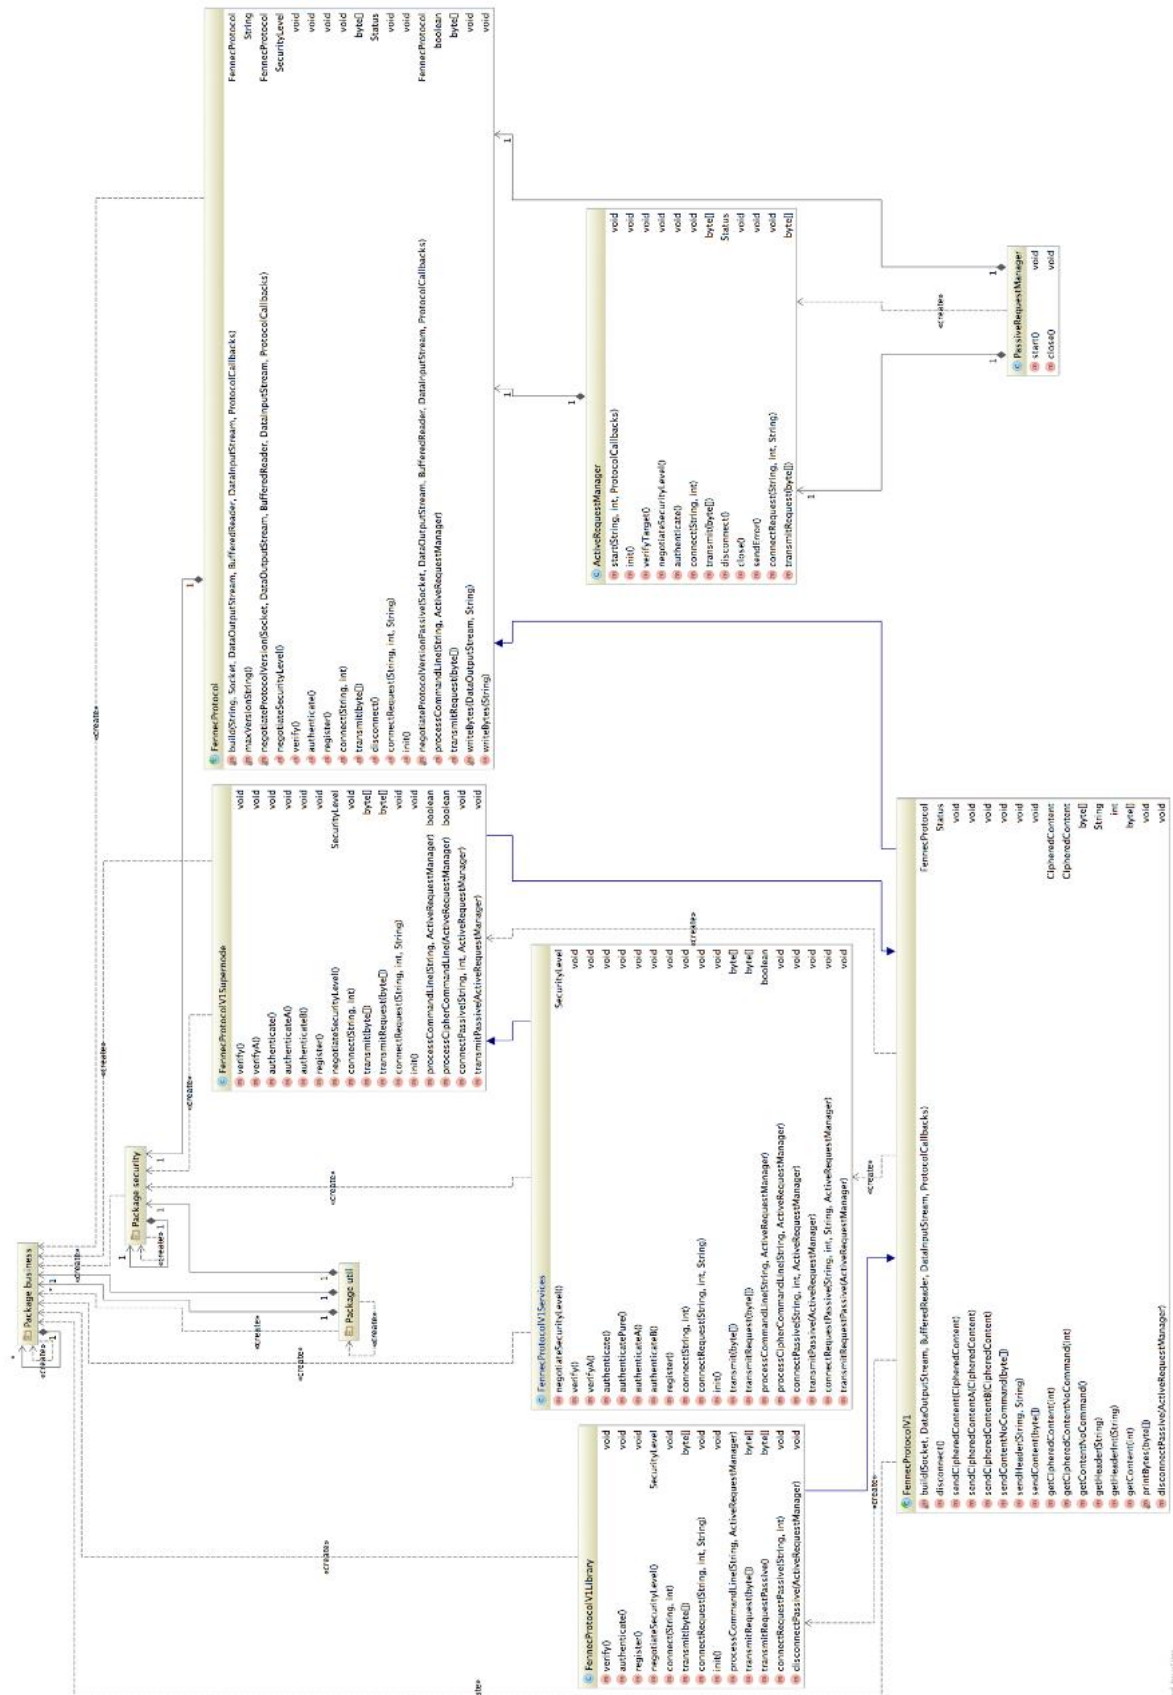 Package business
«create»
*
1
Package security
«create»
1
Package util
«create»
1
FennecProtocol
build(String, Socket, DataOutputStream, BufferedReader, DataInputStream, ProtocolCallbacks) FennecProtocol
maxVersionString() String
negotiateProtocolVersion(Socket, DataOutputStream, BufferedReader, DataInputStream, ProtocolCallbacks) FennecProtocol
negotiateSecurityLevel() SecurityLevel
verify() void
authenticate() void
register() void
connect(String, int) void
transmit(byte[]) byte[]
disconnect() Status
connectRequest(String, int, String) void
init() void
negotiateProtocolVersionPassive(Socket, DataOutputStream, BufferedReader, DataInputStream, ProtocolCallbacks) FennecProtocol
processCommandLine(String, ActiveRequestManager) boolean
transmitRequest(byte[]) byte[]
writeBytes(DataOutputStream, String) void
writeBytes(String) void
FennecProtocolV1Supernode
verify() void
verifyA() void
authenticate() void
authenticateA() void
authenticateB() void
register() void
negotiateSecurityLevel() SecurityLevel
connect(String, int) void
transmit(byte[]) byte[]
transmitRequest(byte[]) byte[]
connectRequest(String, int, String) void
init() void
processCommandLine(String, ActiveRequestManager) boolean
processCipherCommandLine(ActiveRequestManager) boolean
connectPassive(String, int, ActiveRequestManager) void
transmitPassive(ActiveRequestManager) void
FennecProtocolV1Services
negotiateSecurityLevel() SecurityLevel
verify() void
verifyA() void
authenticate() void
authenticatePure() void
authenticateA() void
authenticateB() void
register() void
connect(String, int) void
connectRequest(String, int, String) void
init() void
transmit(byte[]) byte[]
transmitRequest(byte[]) byte[]
processCommandLine(String, ActiveRequestManager) boolean
processCipherCommandLine(String, ActiveRequestManager) void
connectPassive(String, int, ActiveRequestManager) void
transmitPassive(ActiveRequestManager) void
connectRequestPassive(String, int, String, ActiveRequestManager) void
transmitRequestPassive(ActiveRequestManager) void
FennecProtocolV1Library
verify() void
authenticate() void
register() void
negotiateSecurityLevel() SecurityLevel
connect(String, int) void
transmit(byte[]) byte[]
connectRequest(String, int, String) void
init() void
processCommandLine(String, ActiveRequestManager)
transmitRequest(byte[]) byte[]
transmitRequestPassive() byte[]
connectRequestPassive(String, int) void
disconnectPassive(ActiveRequestManager) void
ActiveRequestManager
start(String, int, ProtocolCallbacks) void
init() void
verifyTarget() void
negotiateSecurityLevel() void
authenticate() void
connect(String, int) void
transmit(byte[]) byte[]
disconnect() Status
close() void
sendError() void
connectRequest(String, int, String) void
transmitRequest(byte[]) byte[]
PassiveRequestManager
start() void
close() void
FennecProtocolV1
build(Socket, DataOutputStream, BufferedReader, DataInputStream, ProtocolCallbacks) FennecProtocol
disconnect() Status
sendCipheredContent(CipheredContent) void
sendCipheredContentA(CipheredContent) void
sendCipheredContentB(CipheredContent) void
sendContentNoCommand(byte[]) void
sendHeader(String, String) void
sendContent(byte[]) void
getCipheredContent(int) CipheredContent
getCipheredContentNoCommand(int) CipheredContent
getContentNoCommand() byte[]
getHeader(String) String
getHeaderInt(String) int
getContent(int) byte[]
printBytes(byte[]) void
disconnectPassive(ActiveRequestManager) void